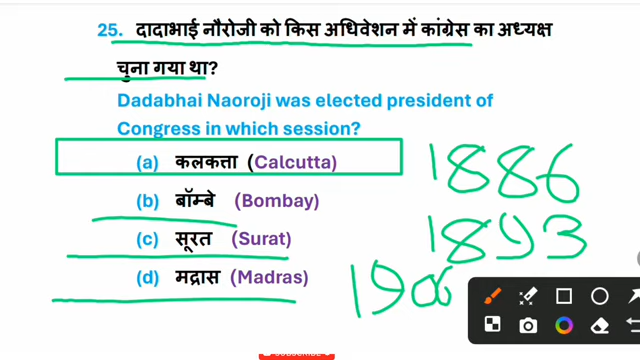 25. दादाभाई नौरोजी को किस अधिवेशन में कांग्रेस का अध्यक्ष
चुना गया था?
Dadabhai Naoroji was elected president of
Congress in which session?
(a) कलकत्ता (Calcutta)
1886
(b) बॉम्बे (Bombay)
(c) सूरत (Surat)
1893
(d) मद्रास (Madras)